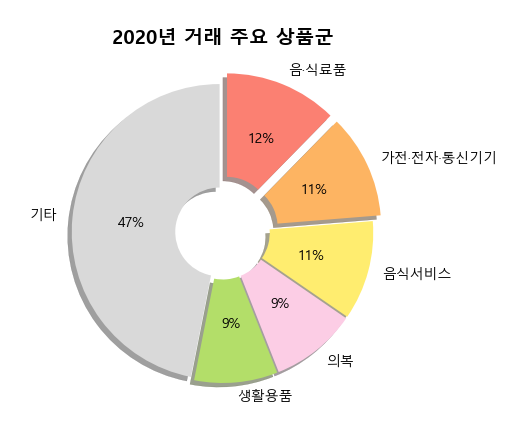 2020년 거래 주요 상품군
음·식료품
12%
가전·전자·통신기기
11%
음식서비스
11%
의복
9%
생활용품
9%
기타
47%